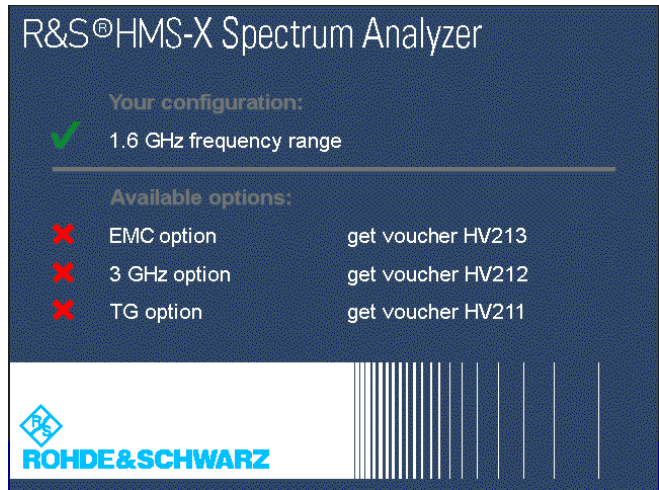 R&S®HMS-X Spectrum Analyzer
Your configuration:
1.6 GHz frequency range
Available options:
EMC option get voucher HV213
3 GHz option get voucher HV212
TG option get voucher HV211
R&S
ROHDE&SCHWARZ